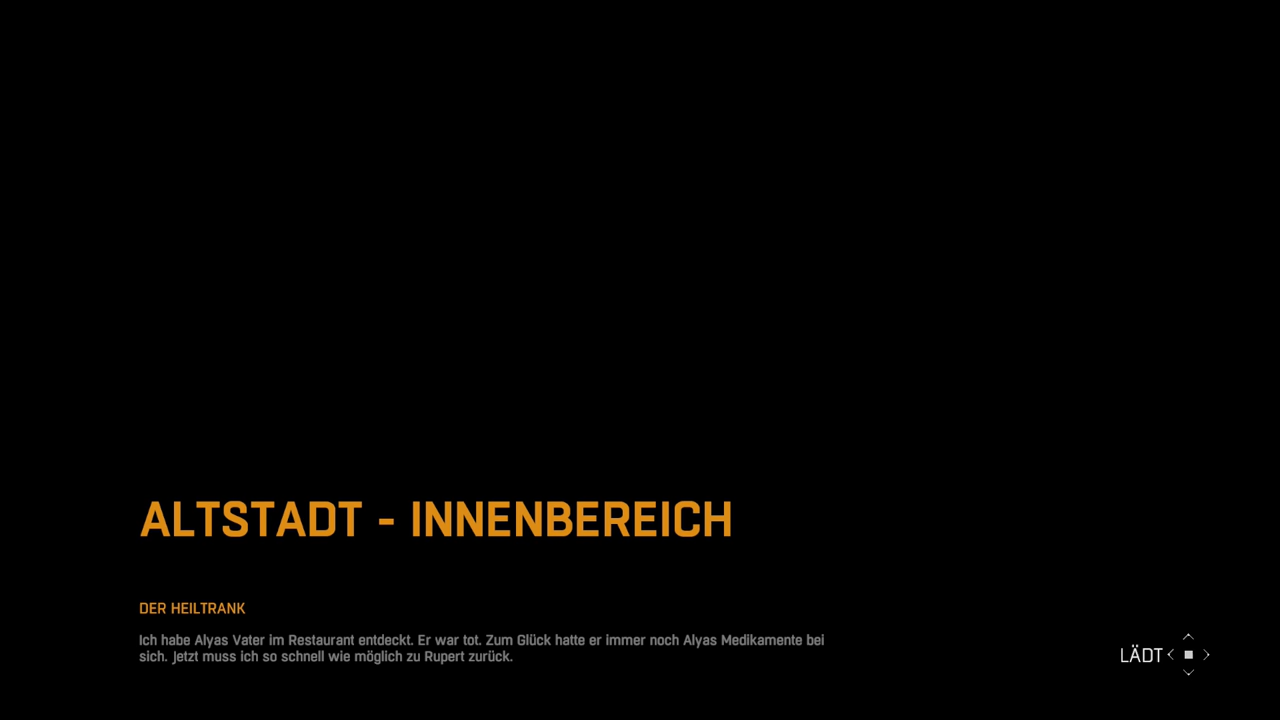 ALTSTADT - INNENBEREICH
DER HEILTRANK
Ich habe Alyas Vater im Restaurant entdeckt. Er war tot. Zum Glück hatte er immer noch Alyas Medikamente bei
sich. Jetzt muss ich so schnell wie möglich zu Rupert zurück.
LÄDT